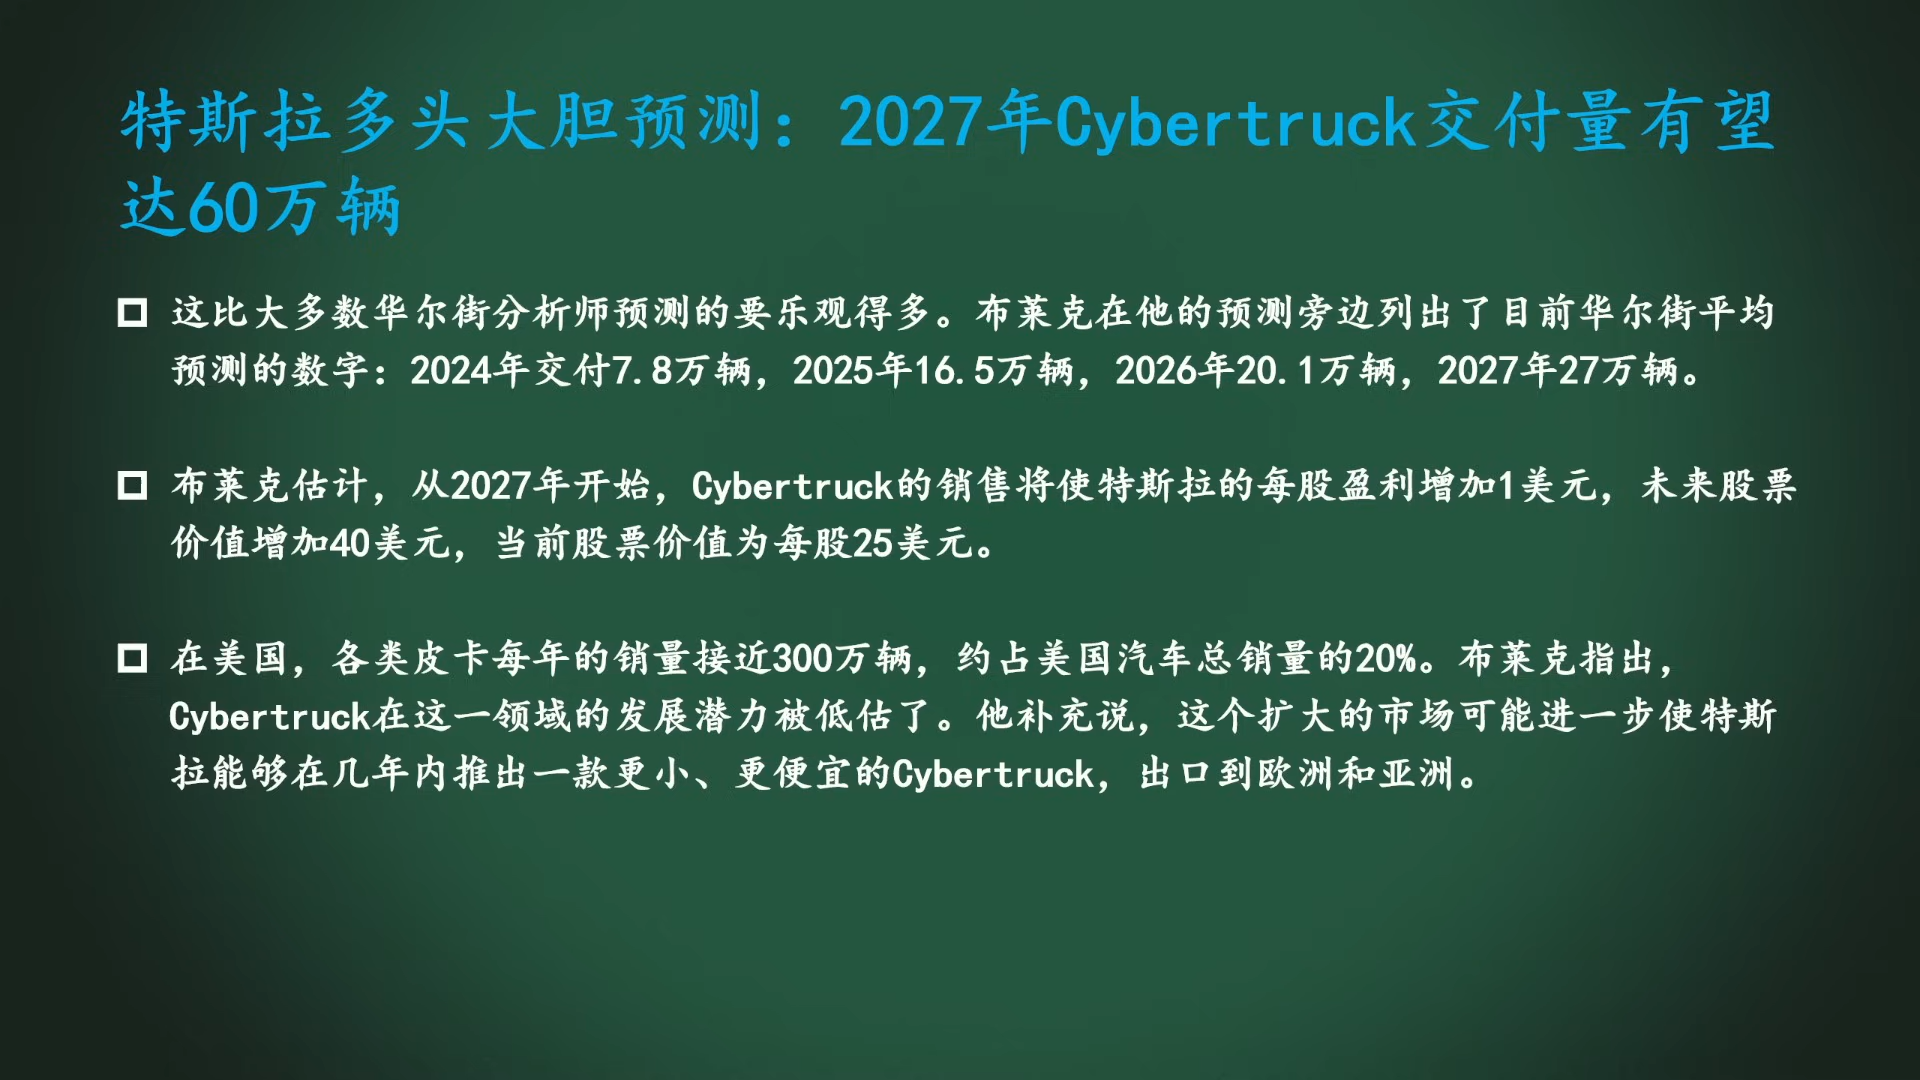 特斯拉多头大胆预测：2027年Cybertruck交付量有望
达60万辆
这比大多数华尔街分析师预测的要乐观得多。布莱克在他的预测旁边列出了目前华尔街平均
预测的数字：2024年交付7.8万辆，2025年16.5万辆，2026年20.1万辆，2027年27万辆。
布莱克估计，从2027年开始，Cybertruck的销售将使特斯拉的每股盈利增加1美元，未来股票
价值增加40美元，当前股票价值为每股25美元。
在美国，各类皮卡每年的销量接近300万辆，约占美国汽车总销量的20%。布莱克指出，
Cybertruck在这一领域的发展潜力被低估了。他补充说，这个扩大的市场可能进一步使特斯
拉能够在几年内推出一款更小、更便宜的Cybertruck，出口到欧洲和亚洲。